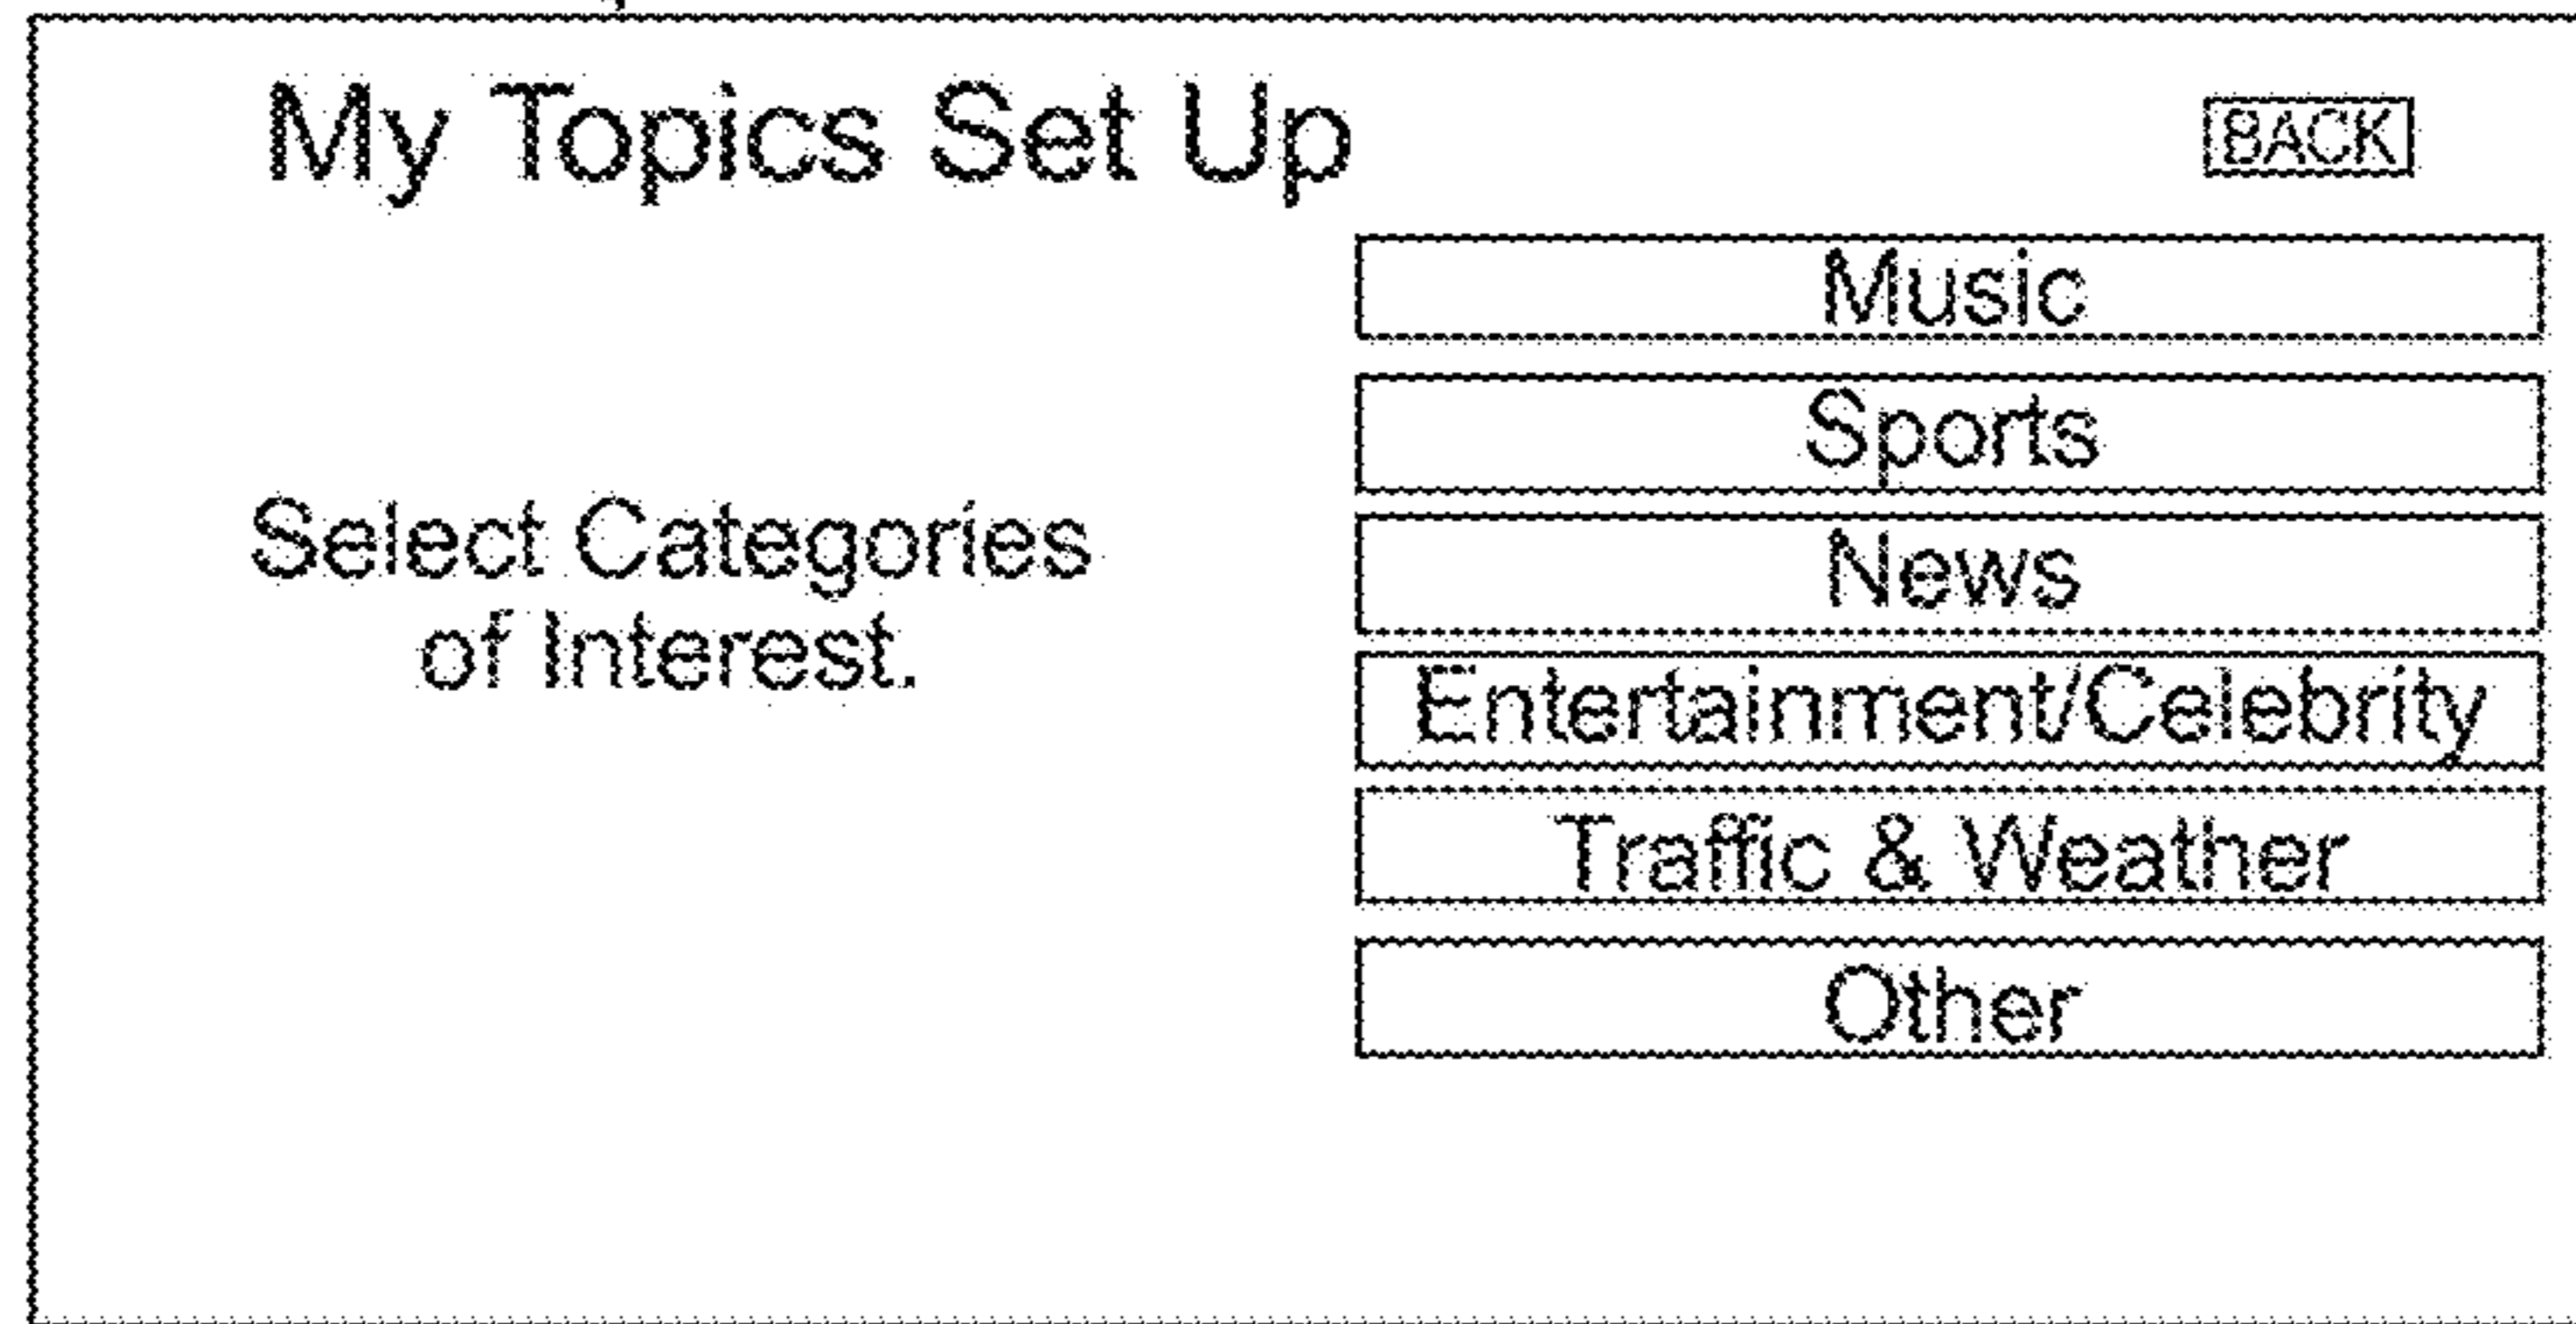 My Topics Set Up
BACK
Music
Sports
Select Categories
of Interest.
News
Entertainment/Celebrity
Traffic & Weather
Other